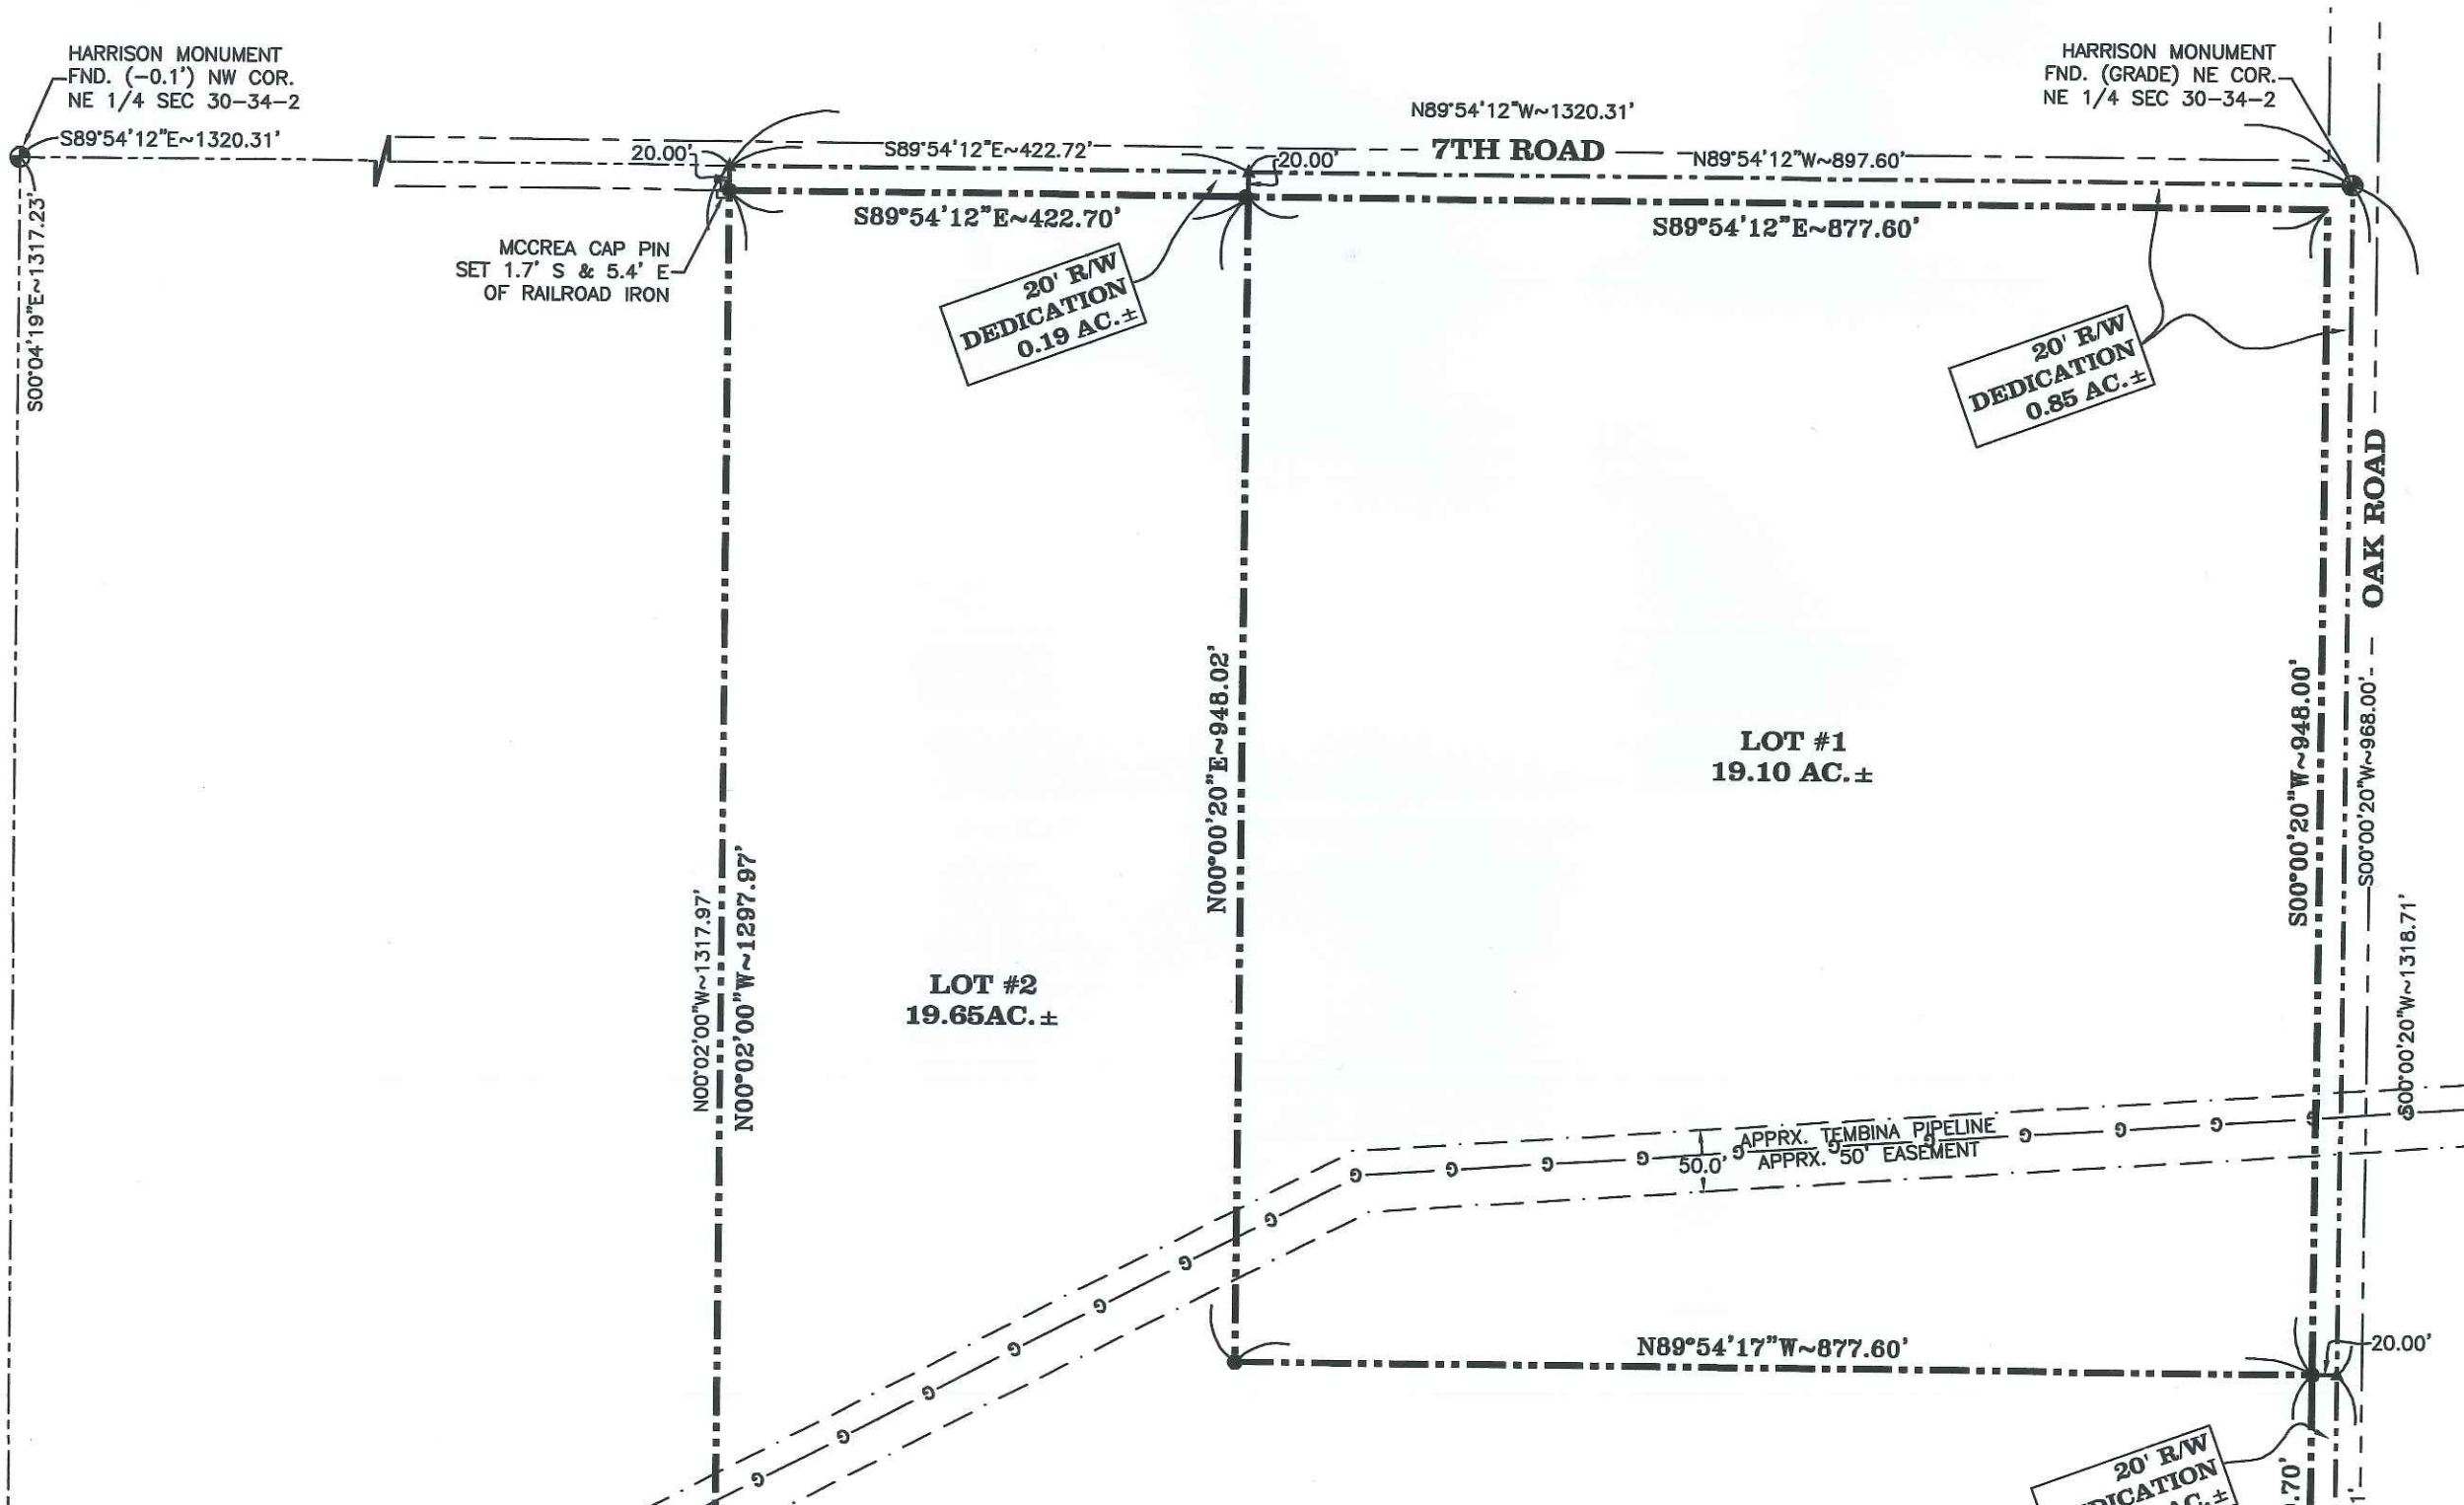 HARRISON MONUMENT
FND. (-0.1') NW COR.
NE 1/4 SEC 30-34-2
S89°54'12"E~1320.31'
S00°04'19"E~1317.23'
HARRISON MONUMENT
FND. (GRADE) NE COR.
NE 1/4 SEC 30-34-2
N89°54'12"W~1320.31'
20.00'
S89°54'12"E~422.72'
20.00'
7TH ROAD
N89°54'12"W~897.60'
S89°54'12"E~422.70'
S89°54'12"E~877.60'
MCCREA CAP PIN
SET 1.7' S & 5.4' E
OF RAILROAD IRON
20' R/W
DEDICATION
0.19 AC.±
20' R/W
DEDICATION
0.85 AC.±
OAK ROAD
N00°00'20"E~948.02'
S00°00'20"W~948.00'
S00°00'20"W~968.00'
S00°00'20"W~1318.71'
LOT #1
19.10 AC.±
N00°02'00"W~1317.97'
N00°02'00"W~1297.97'
LOT #2
19.65AC.±
APPRX. TEMBINA PIPELINE
50.0'
APPRX. 50' EASEMENT
G G G G G G G G G G G G G G G G G G G G
N89°54'17"W~877.60'
20.00'
20' R/W
DICATION
AC.±
.70'